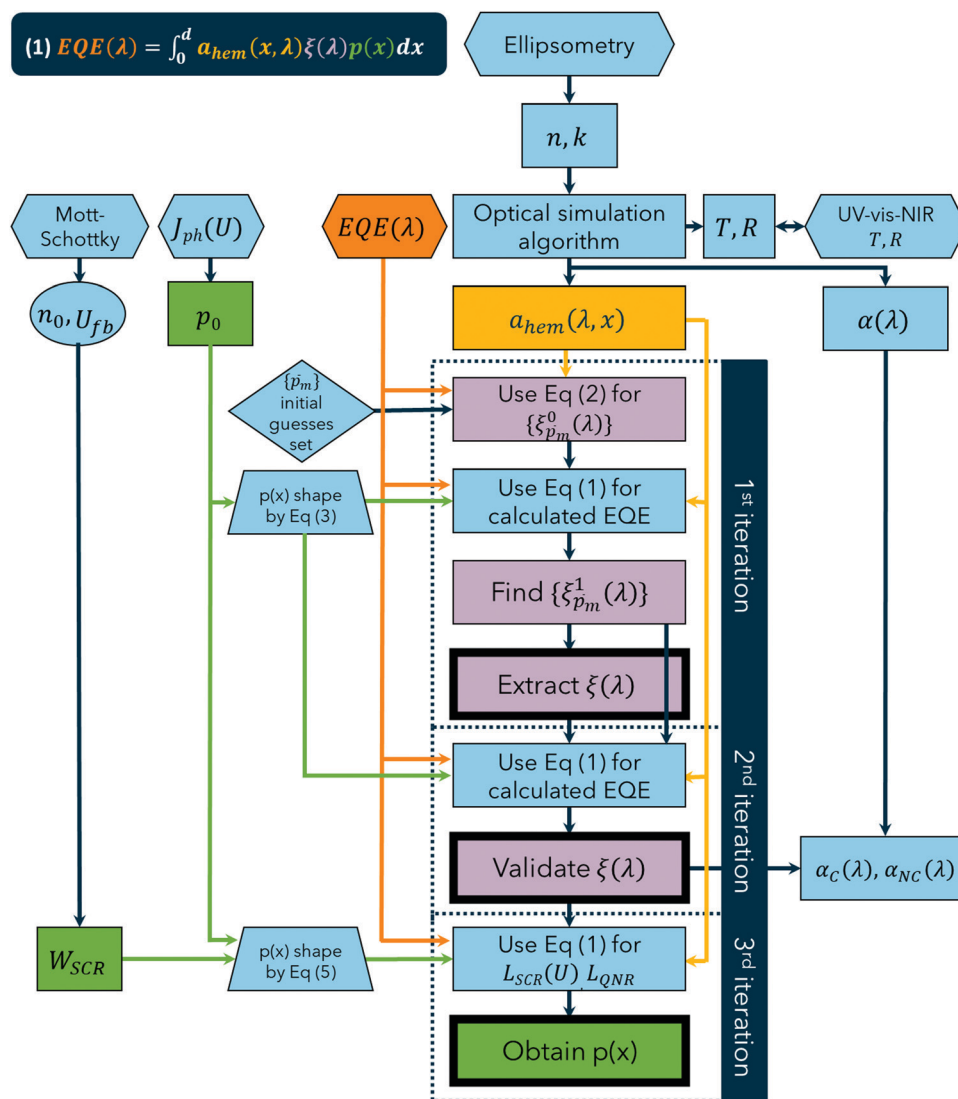 (1) EQE(λ) = ∫₀ᵈ a_hem(x, λ)ξ(λ)p(x)dx
Ellipsometry
n, k
Mott-
Schottky
J_ph(U)
EQE(λ)
Optical simulation
algorithm
T, R
UV-vis-NIR
T, R
n₀, U_fb
p₀
a_hem(λ, x)
α(λ)
{p_m}
initial
guesses
set
Use Eq (2) for
{ξ⁰_p_m(λ)}
p(x) shape
by Eq (3)
Use Eq (1) for
calculated EQE
Find {ξ¹_p_m(λ)}
Extract ξ(λ)
1st iteration
Use Eq (1) for
calculated EQE
2nd iteration
Validate ξ(λ)
α_C(λ), α_NC(λ)
W_SCR
p(x) shape
by Eq (5)
Use Eq (1) for
L_SCR(U) L_QNR
3rd iteration
Obtain p(x)